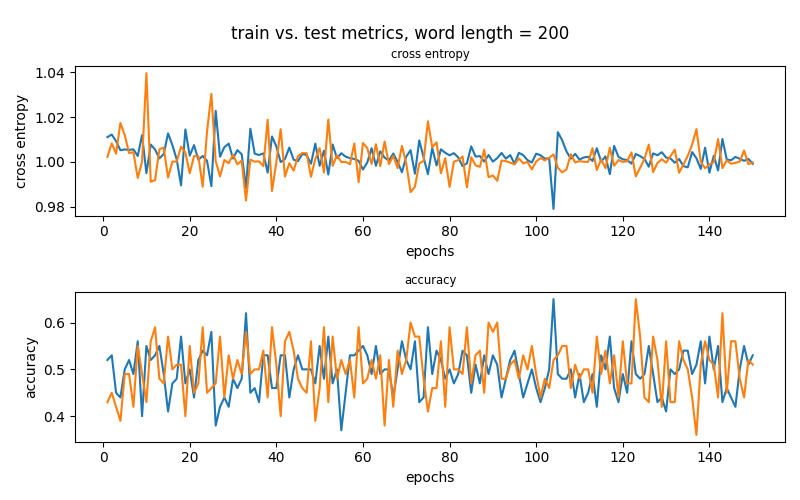 train vs. test metrics, word length = 200
cross entropy
1.04
1.02
1.00
0.98
cross entropy
0 20 40 60 80 100 120 140
epochs
accuracy
0.6
0.5
0.4
accuracy
0 20 40 60 80 100 120 140
epochs